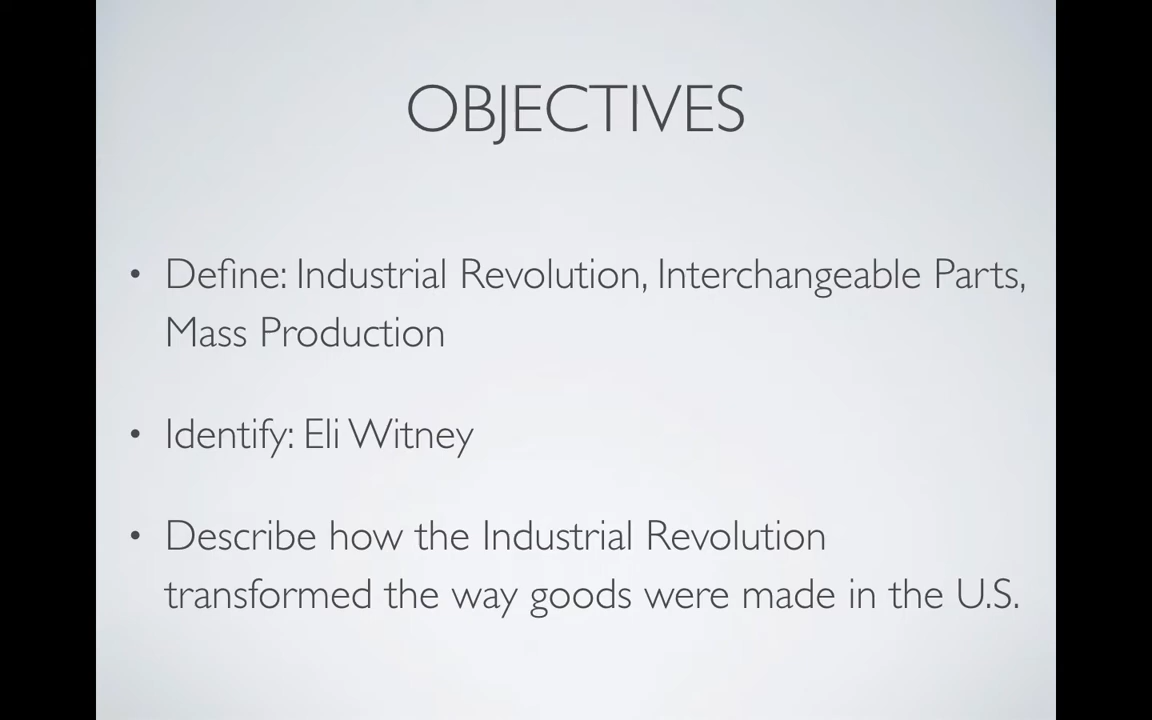 OBJECTIVES
• Define: Industrial Revolution, Interchangeable Parts,
Mass Production
• Identify: Eli Witney
• Describe how the Industrial Revolution
transformed the way goods were made in the U.S.